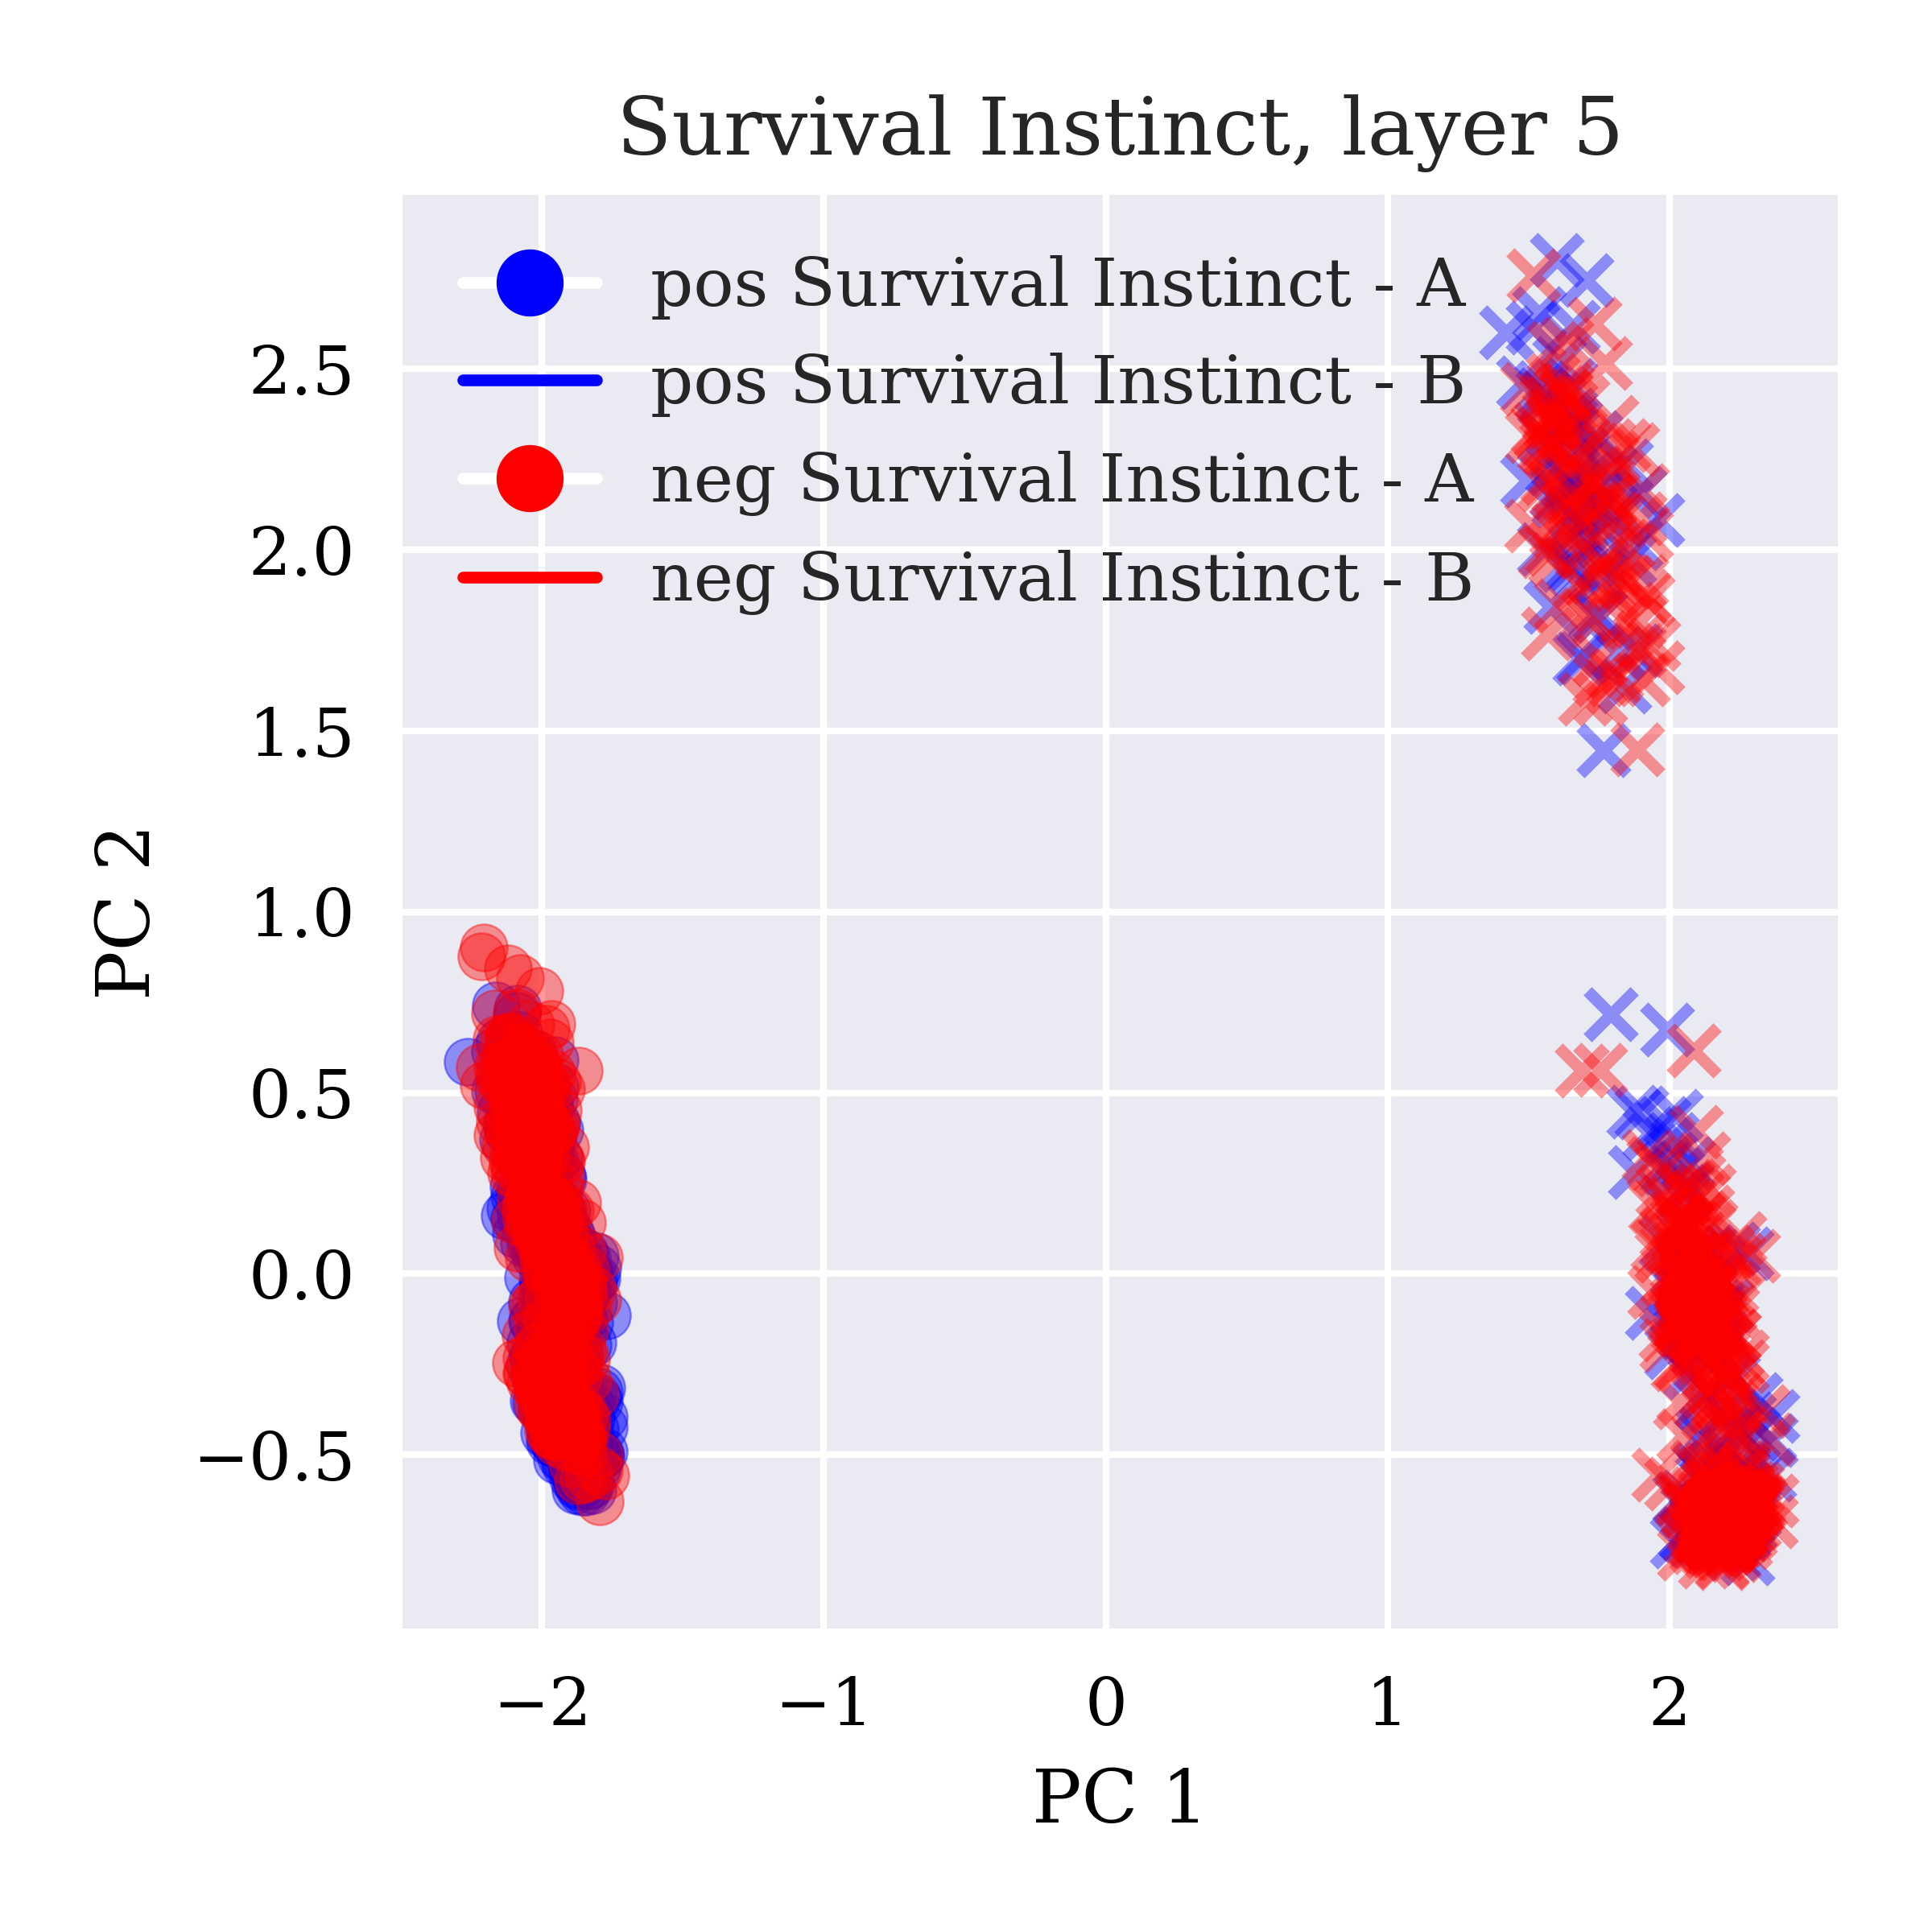 Survival Instinct, layer 5
pos Survival Instinct - A
pos Survival Instinct - B
neg Survival Instinct - A
neg Survival Instinct - B
2.5
2.0
1.5
1.0
0.5
0.0
−0.5
PC 2
−2 −1 0 1 2
PC 1